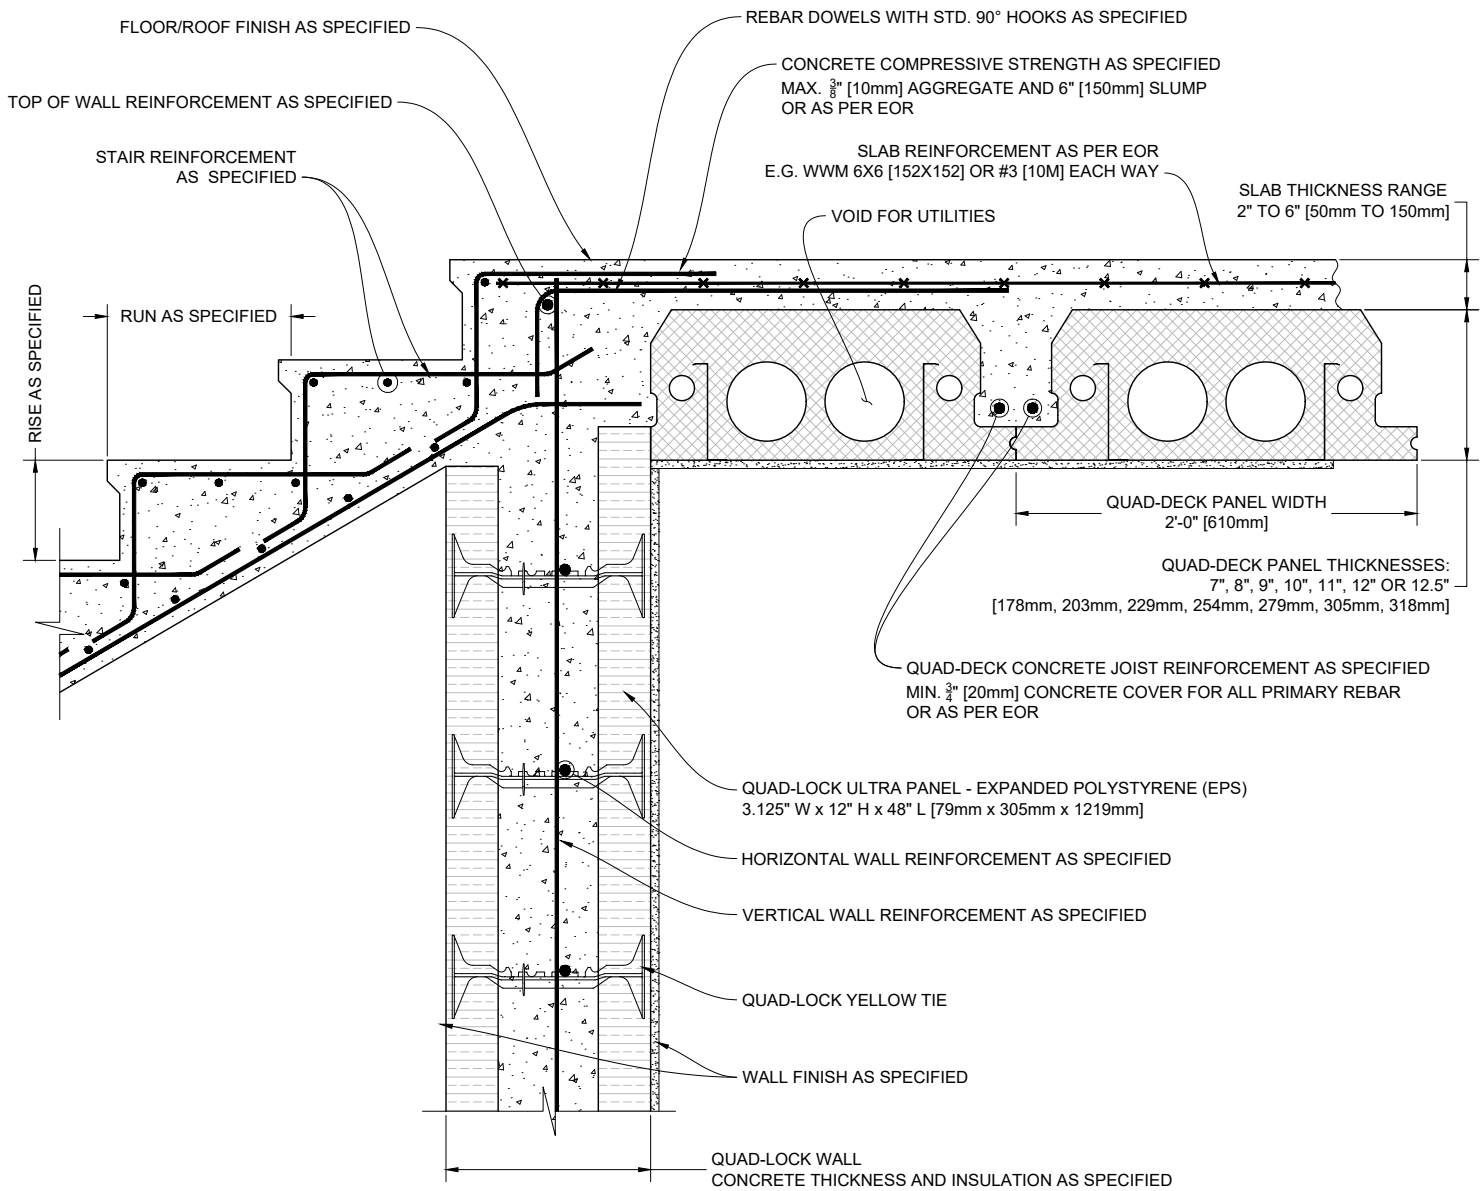 FLOOR/ROOF FINISH AS SPECIFIED
REBAR DOWELS WITH STD. 90° HOOKS AS SPECIFIED
CONCRETE COMPRESSIVE STRENGTH AS SPECIFIED
MAX. 3/8" [10mm] AGGREGATE AND 6" [150mm] SLUMP
OR AS PER EOR
TOP OF WALL REINFORCEMENT AS SPECIFIED
STAIR REINFORCEMENT
AS SPECIFIED
SLAB REINFORCEMENT AS PER EOR
E.G. WWM 6X6 [152X152] OR #3 [10M] EACH WAY
SLAB THICKNESS RANGE
2" TO 6" [50mm TO 150mm]
VOID FOR UTILITIES
RUN AS SPECIFIED
RISE AS SPECIFIED
QUAD-DECK PANEL WIDTH
2'-0" [610mm]
QUAD-DECK PANEL THICKNESSES:
7", 8", 9", 10", 11", 12" OR 12.5"
[178mm, 203mm, 229mm, 254mm, 279mm, 305mm, 318mm]
QUAD-DECK CONCRETE JOIST REINFORCEMENT AS SPECIFIED
MIN. 3/4" [20mm] CONCRETE COVER FOR ALL PRIMARY REBAR
OR AS PER EOR
QUAD-LOCK ULTRA PANEL - EXPANDED POLYSTYRENE (EPS)
3.125" W x 12" H x 48" L [79mm x 305mm x 1219mm]
HORIZONTAL WALL REINFORCEMENT AS SPECIFIED
VERTICAL WALL REINFORCEMENT AS SPECIFIED
QUAD-LOCK YELLOW TIE
WALL FINISH AS SPECIFIED
QUAD-LOCK WALL
CONCRETE THICKNESS AND INSULATION AS SPECIFIED